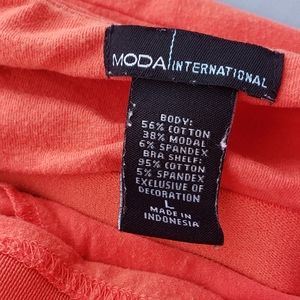 MODA INTERNATIONAL
BODY:
56% COTTON
38% MODAL
6% SPANDEX
BRA SHELF:
95% COTTON
5% SPANDEX
EXCLUSIVE OF
DECORATION
L
MADE IN
INDONESIA